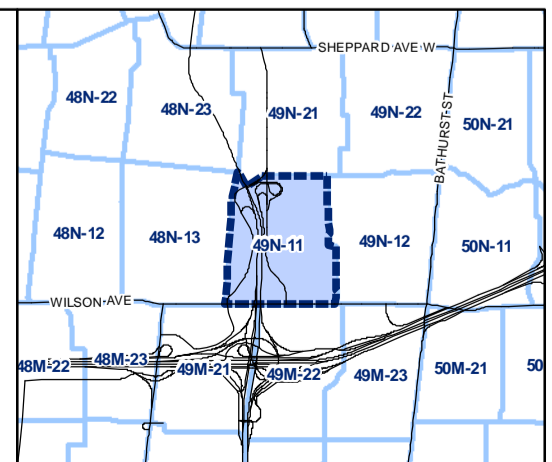 SHEPPARD AVE W
48N-22
48N-23
49N-21
49N-22
50N-21
BATHURST ST
48N-12
48N-13
49N-11
49N-12
50N-11
WILSON AVE
48M-22
48M-23
49M-21
49M-22
49M-23
50M-21
50